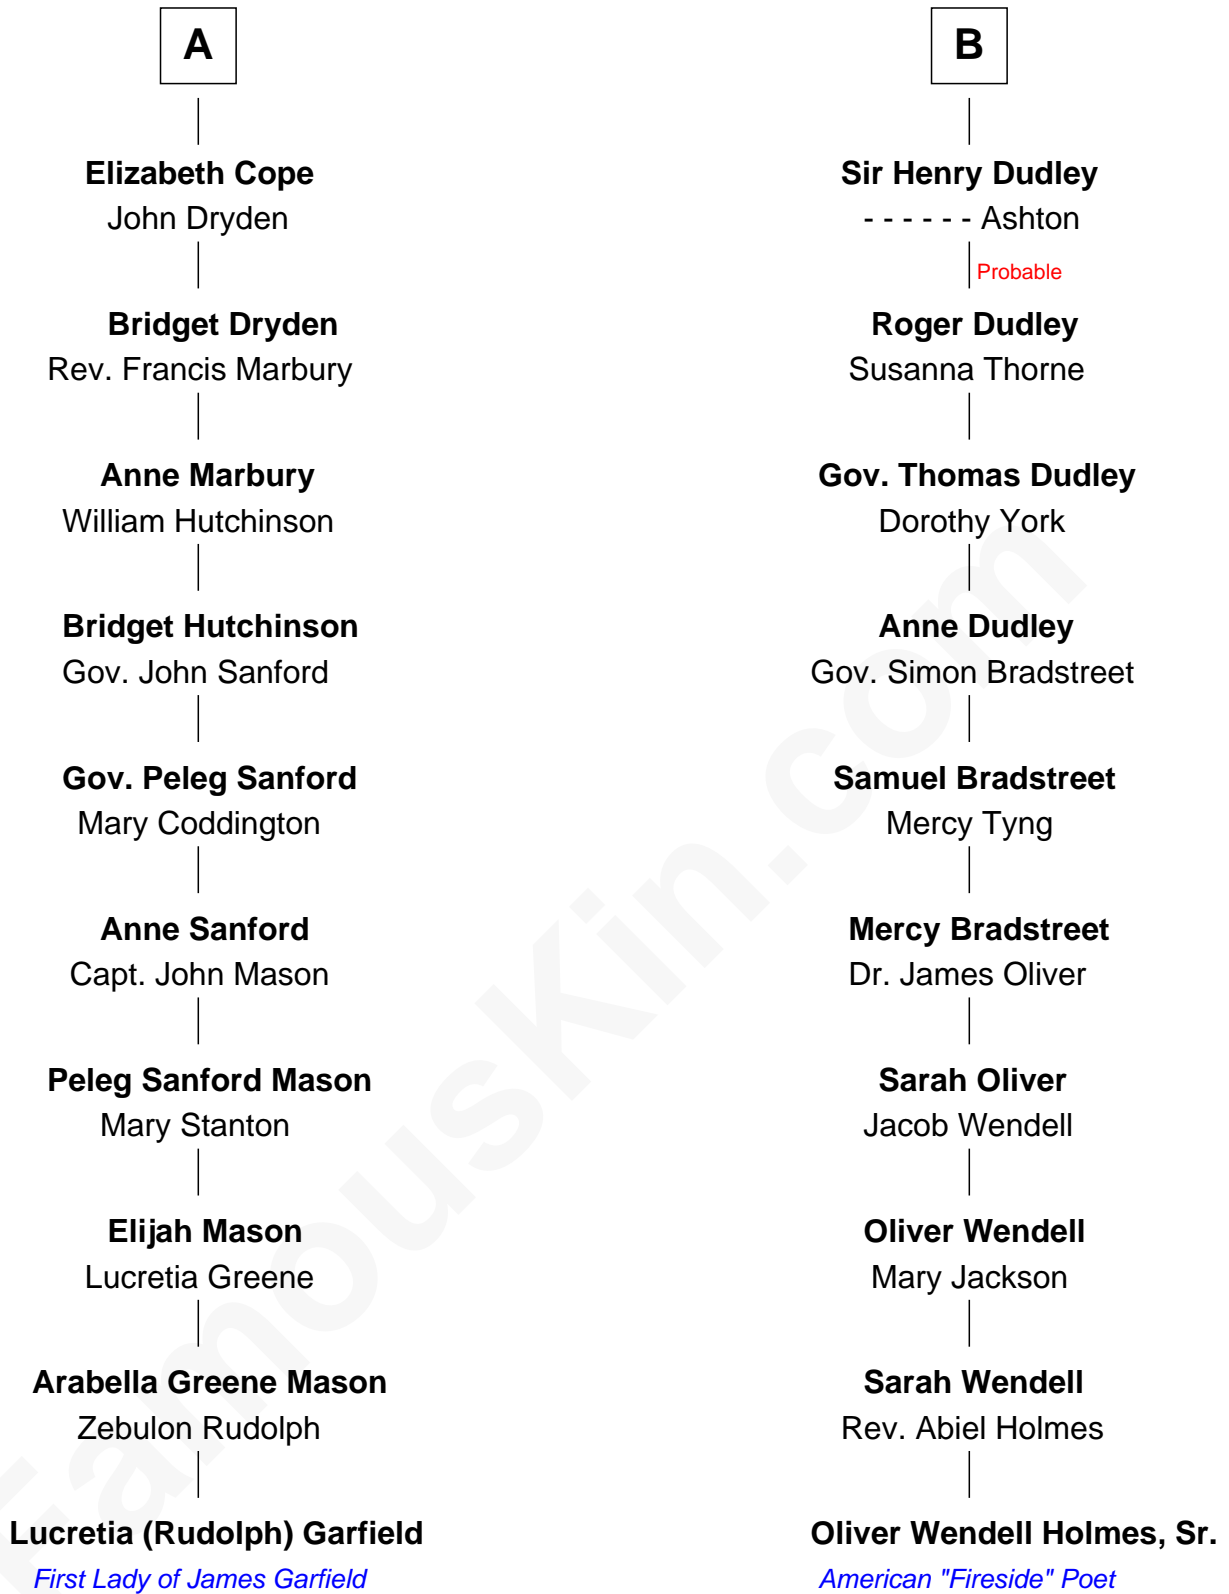 A
Elizabeth Cope
John Dryden
Bridget Dryden
Rev. Francis Marbury
Anne Marbury
William Hutchinson
Bridget Hutchinson
Gov. John Sanford
Gov. Peleg Sanford
Mary Coddington
Anne Sanford
Capt. John Mason
Peleg Sanford Mason
Mary Stanton
Elijah Mason
Lucretia Greene
Arabella Greene Mason
Zebulon Rudolph
Lucretia (Rudolph) Garfield
First Lady of James Garfield
B
Sir Henry Dudley
- - - - - - Ashton
Probable
Roger Dudley
Susanna Thorne
Gov. Thomas Dudley
Dorothy York
Anne Dudley
Gov. Simon Bradstreet
Samuel Bradstreet
Mercy Tyng
Mercy Bradstreet
Dr. James Oliver
Sarah Oliver
Jacob Wendell
Oliver Wendell
Mary Jackson
Sarah Wendell
Rev. Abiel Holmes
Oliver Wendell Holmes, Sr.
American "Fireside" Poet
FamousKin.com